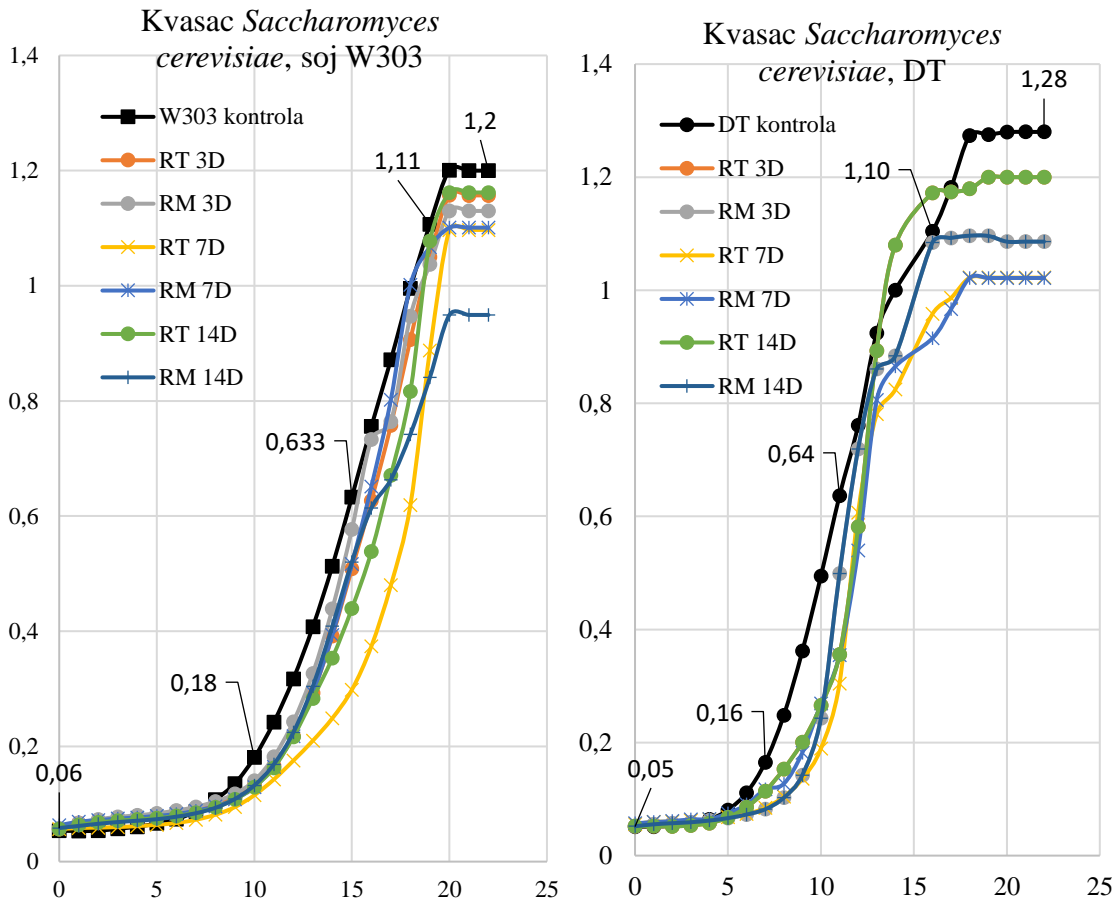 Kvasac Saccharomyces
cerevisiae, soj W303
1,4
1,2
1
0,8
0,6
0,4
0,2
0
0
5
10
15
20
25
W303 kontrola
RT 3D
RM 3D
RT 7D
RM 7D
RT 14D
RM 14D
1,2
1,11
0,633
0,18
0,06
Kvasac Saccharomyces
cerevisiae, DT
1,4
1,2
1
0,8
0,6
0,4
0,2
0
0
5
10
15
20
25
DT kontrola
RT 3D
RM 3D
RT 7D
RM 7D
RT 14D
RM 14D
1,28
1,10
0,64
0,16
0,05